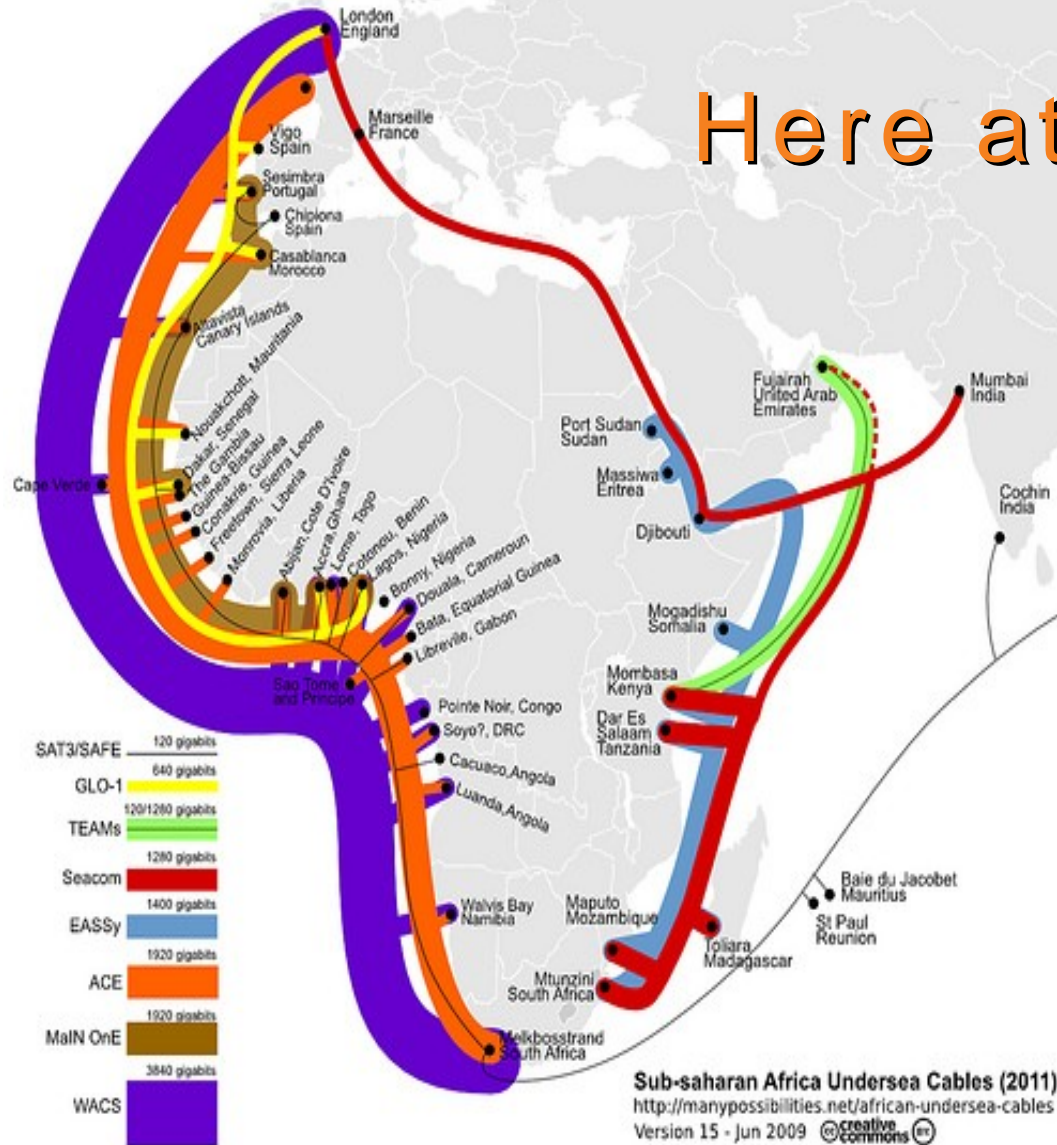 London
England
Here at
Marseille
France
Vigo
Spain
Sesimbra
Portugal
Chipiona
Spain
Casablanca
Morocco
Altavista
Canary Islands
Nouakchott, Mauritania
Dakar, Senegal
The Gambia
Guinea-Bissau
Conakrie, Guinea
Freetown, Sierra Leone
Monrovia, Liberia
Cape Verde
Abijan, Cote D'Ivoire
Accra, Ghana
Lome, Togo
Cotonou, Benin
Lagos, Nigeria
Bonny, Nigeria
Douala, Cameroun
Bata, Equatorial Guinea
Librevile, Gabon
Sao Tome
and Principe
Pointe Noir, Congo
Soyo?, DRC
Cacuaco,Angola
Luanda,Angola
Walvis Bay
Namibia
Melkbosstrand
South Africa
Port Sudan
Sudan
Massiwa
Eritrea
Djibouti
Fujairah
United Arab
Emirates
Mumbai
India
Cochin
India
Mogadishu
Somalia
Mombasa
Kenya
Dar Es
Salaam
Tanzania
Maputo
Mozambique
Mtunzini
South Africa
Toliara
Madagascar
Baie du Jacobet
Mauritius
St Paul
Reunion
SAT3/SAFE 120 gigabits
GLO-1 640 gigabits
TEAMs 120/1280 gigabits
Seacom 1280 gigabits
EASSy 1400 gigabits
ACE 1920 gigabits
MaIN OnE 1920 gigabits
WACS 3840 gigabits
Sub-saharan Africa Undersea Cables (2011)
http://manypossibilities.net/african-undersea-cables
Version 15 - Jun 2009 cc creative commons